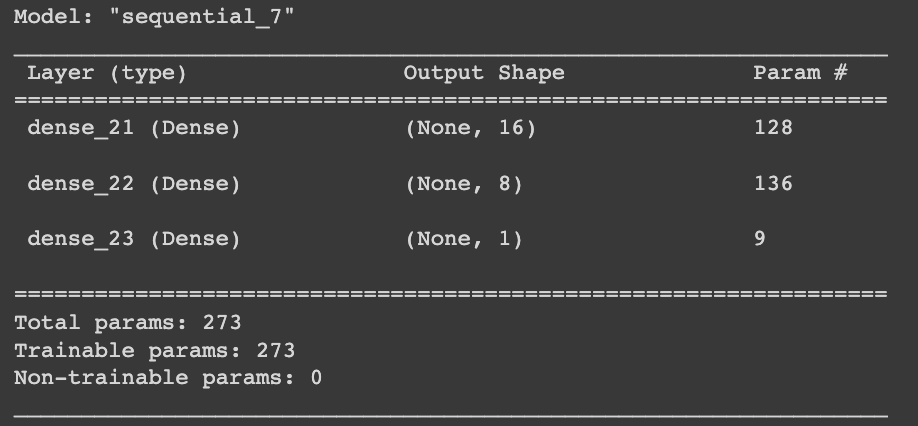 Model: "sequential_7"
_________________________________________________________________
Layer (type) Output Shape Param #
=================================================================
dense_21 (Dense) (None, 16) 128
dense_22 (Dense) (None, 8) 136
dense_23 (Dense) (None, 1) 9
=================================================================
Total params: 273
Trainable params: 273
Non-trainable params: 0
_________________________________________________________________